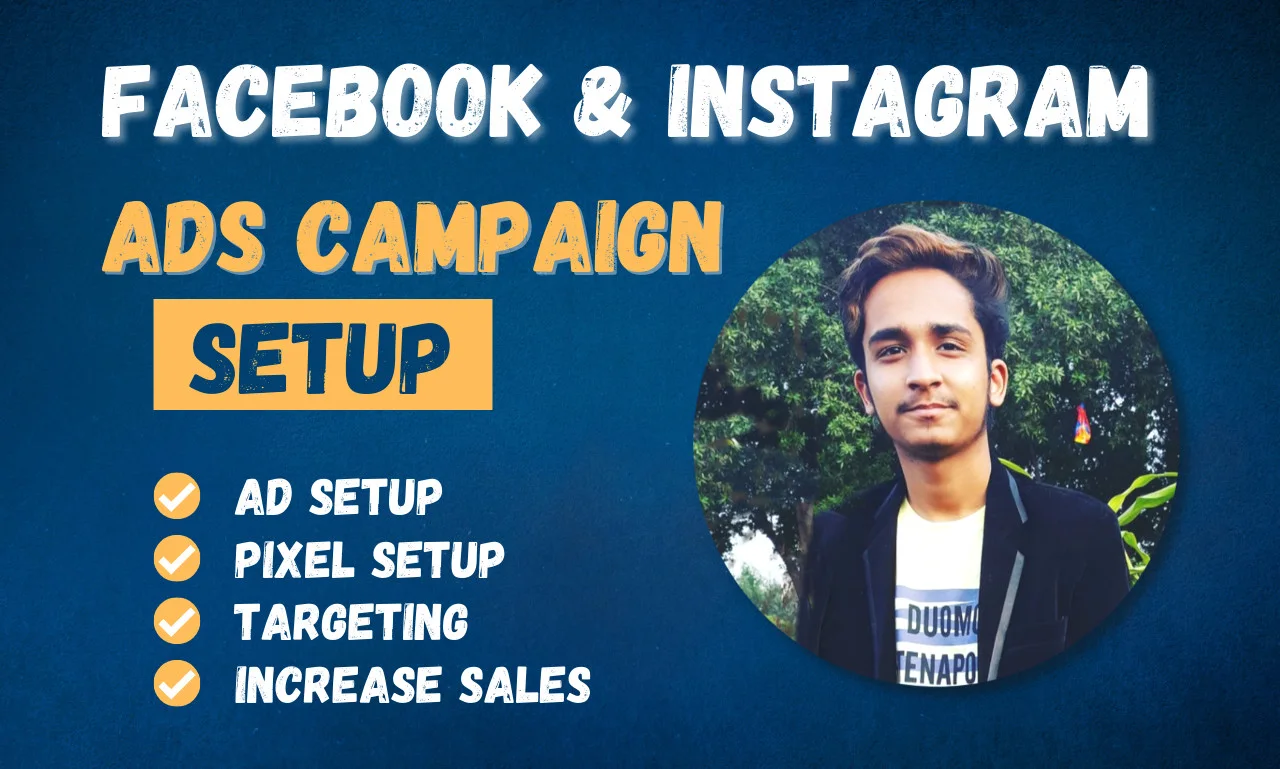 FACEBOOK & INSTAGRAM
ADS CAMPAIGN
SETUP
AD SETUP
PIXEL SETUP
TARGETING
INCREASE SALES
DUOMO
TENAPO